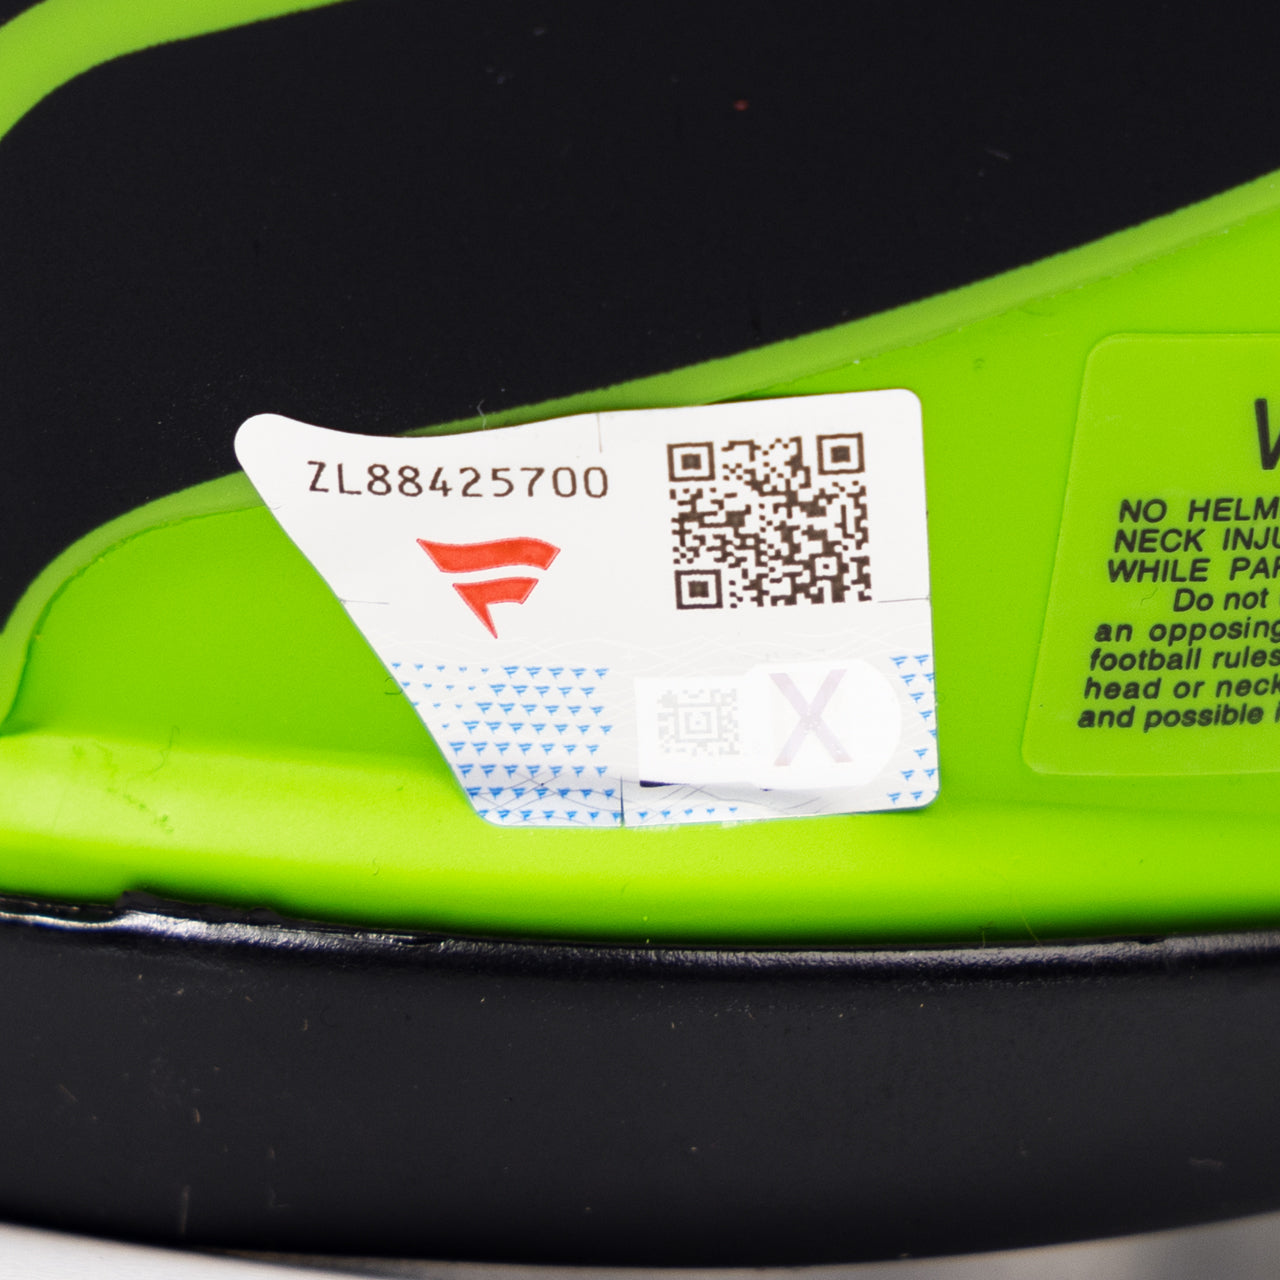 ZL88425700
X
NO HELM
NECK INJU
WHILE PAR
Do not
an opposing
football rules
head or neck
and possible